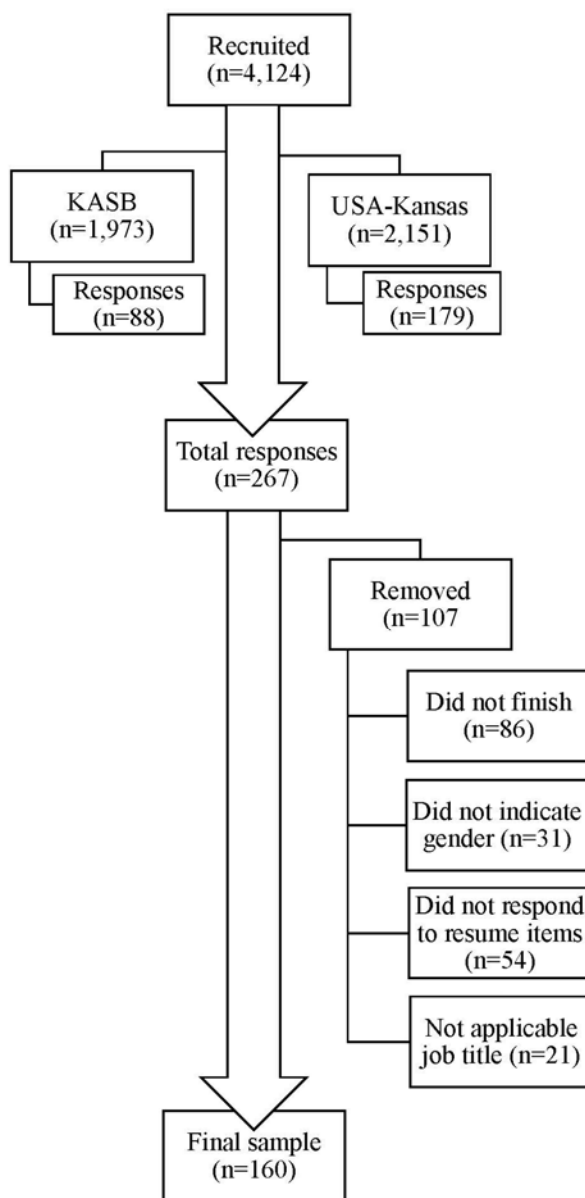 Recruited
(n=4,124)
KASB
(n=1,973)
Responses
(n=88)
USA-Kansas
(n=2,151)
Responses
(n=179)
Total responses
(n=267)
Removed
(n=107
Did not finish
(n=86)
Did not indicate
gender (n=31)
Did not respond
to resume items
(n=54)
Not applicable
job title (n=21)
Final sample
(n=160)